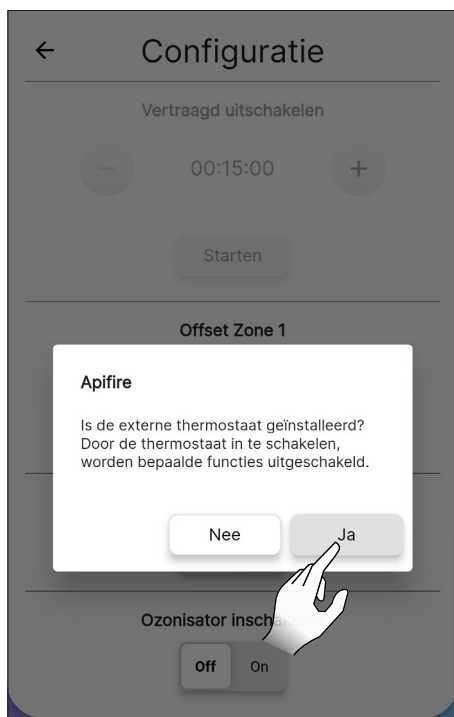 Configuratie
Vertraagd uitschakelen
00:15:00
Starten
Offset Zone 1
Apifire
Is de externe thermostaat geïnstalleerd?
Door de thermostaat in te schakelen,
worden bepaalde functies uitgeschakeld.
Nee Ja
Ozonisator
Off On